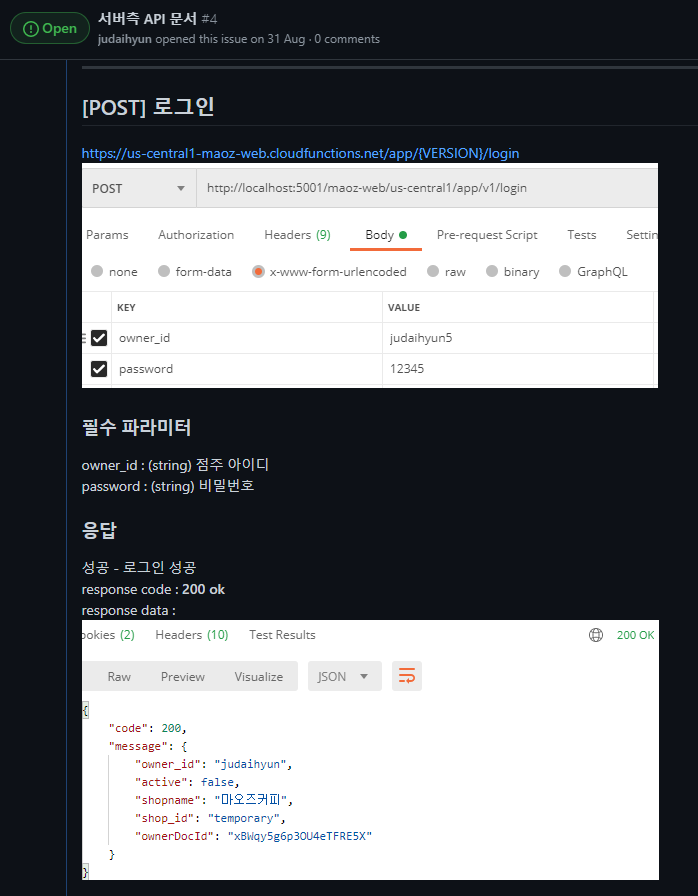 Open
서버측 API 문서 #4
judaihyun opened this issue on 31 Aug · 0 comments
[POST] 로그인
https://us-central1-maoz-web.cloudfunctions.net/app/{VERSION}/login
POST http://localhost:5001/maoz-web/us-central1/app/v1/login
Params Authorization Headers (9) Body Pre-request Script Tests Settin
none form-data x-www-form-urlencoded raw binary GraphQL
KEY VALUE
owner_id judaihyun5
password 12345
필수 파라미터
owner_id : (string) 점주 아이디
password : (string) 비밀번호
응답
성공 - 로그인 성공
response code : 200 ok
response data :
ookies (2) Headers (10) Test Results 200 OK
Raw Preview Visualize JSON
{
"code": 200,
"message": {
"owner_id": "judaihyun",
"active": false,
"shopname": "마오즈커피",
"shop_id": "temporary",
"ownerDocId": "xBWqy5g6p3OU4eTFRE5X"
}
}